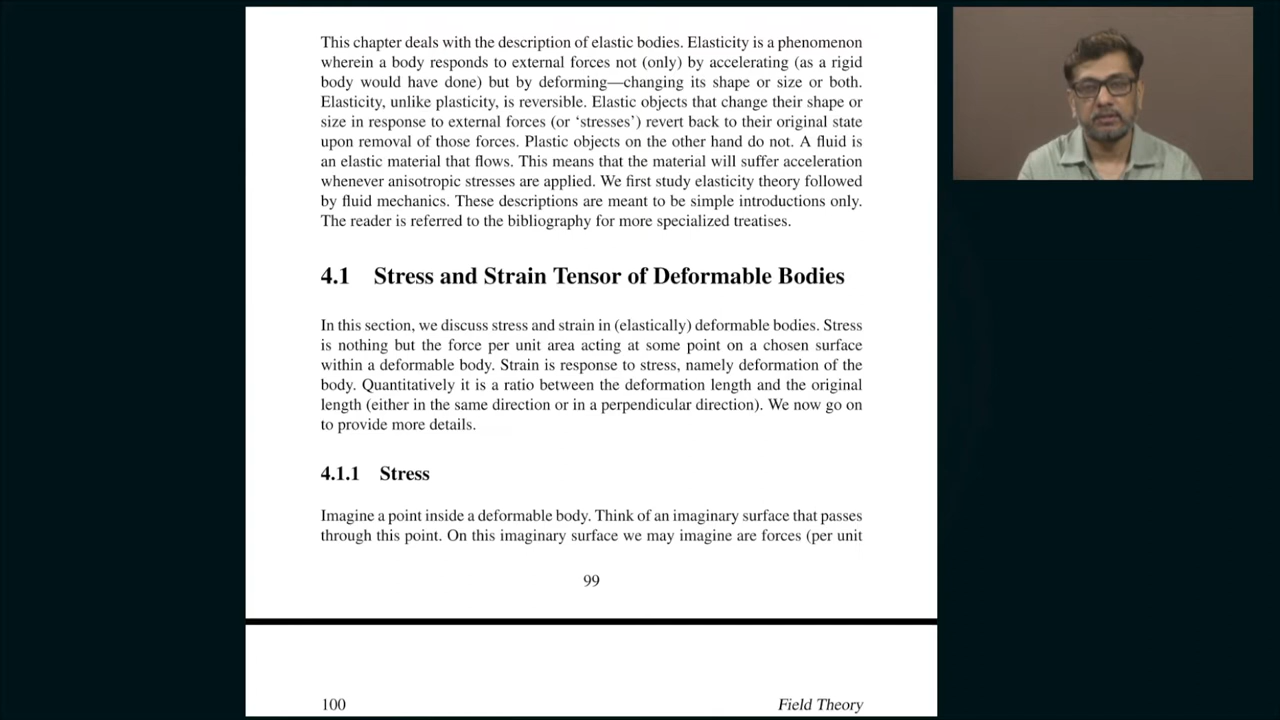 This chapter deals with the description of elastic bodies. Elasticity is a phenomenon
wherein a body responds to external forces not (only) by accelerating (as a rigid
body would have done) but by deforming—changing its shape or size or both.
Elasticity, unlike plasticity, is reversible. Elastic objects that change their shape or
size in response to external forces (or ‘stresses’) revert back to their original state
upon removal of those forces. Plastic objects on the other hand do not. A fluid is
an elastic material that flows. This means that the material will suffer acceleration
whenever anisotropic stresses are applied. We first study elasticity theory followed
by fluid mechanics. These descriptions are meant to be simple introductions only.
The reader is referred to the bibliography for more specialized treatises.
4.1 Stress and Strain Tensor of Deformable Bodies
In this section, we discuss stress and strain in (elastically) deformable bodies. Stress
is nothing but the force per unit area acting at some point on a chosen surface
within a deformable body. Strain is response to stress, namely deformation of the
body. Quantitatively it is a ratio between the deformation length and the original
length (either in the same direction or in a perpendicular direction). We now go on
to provide more details.
4.1.1 Stress
Imagine a point inside a deformable body. Think of an imaginary surface that passes
through this point. On this imaginary surface we may imagine are forces (per unit
99
100 Field Theory